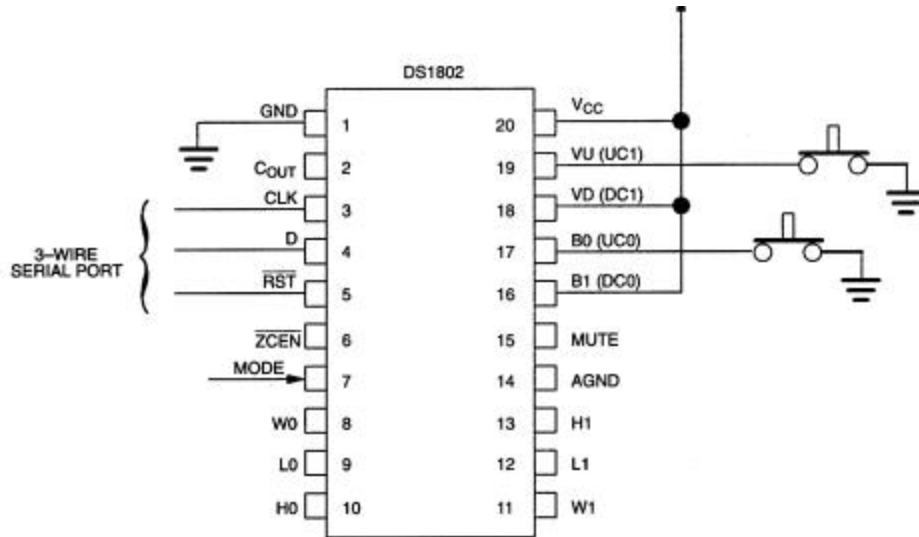 DS1802
GND 1
COUT 2
CLK 3
D 4
RST 5
3–WIRE
SERIAL PORT
ZCEN 6
MODE 7
W0 8
L0 9
H0 10
20 VCC
19 VU (UC1)
18 VD (DC1)
17 B0 (UC0)
16 B1 (DC0)
15 MUTE
14 AGND
13 H1
12 L1
11 W1